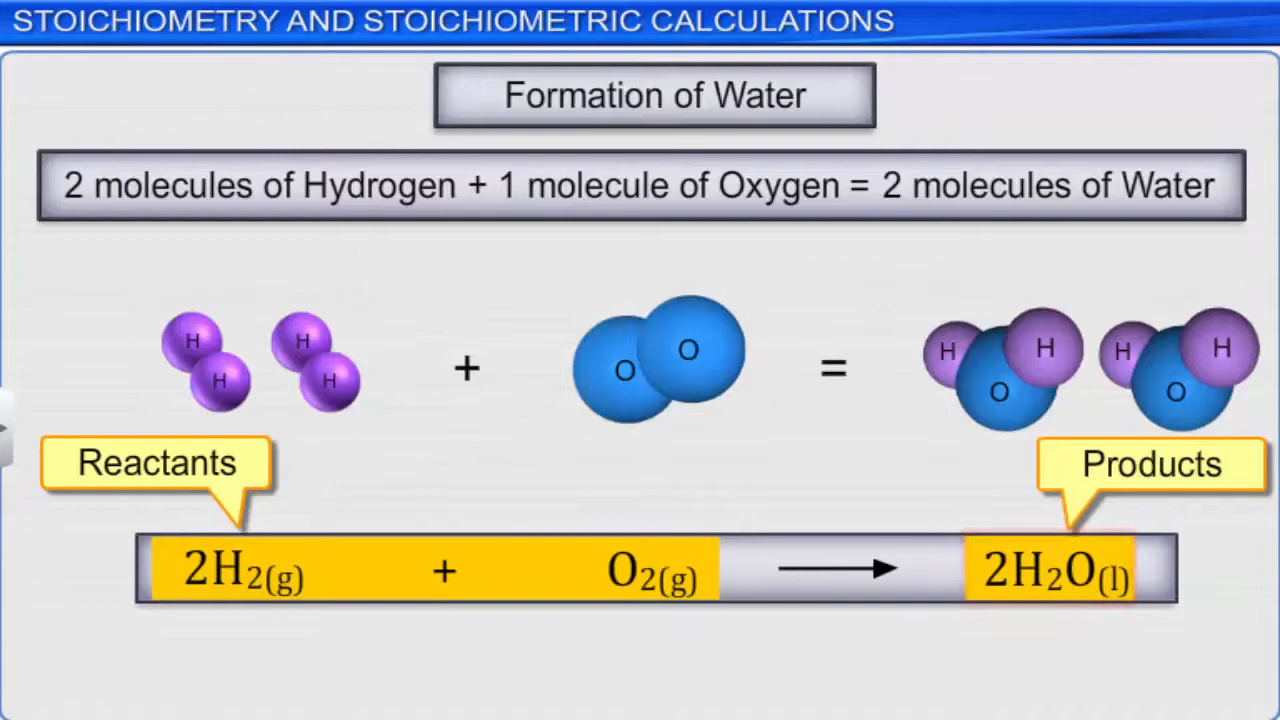 STOICHIOMETRY AND STOICHIOMETRIC CALCULATIONS
Formation of Water
2 molecules of Hydrogen + 1 molecule of Oxygen = 2 molecules of Water
H H + O = H H H H
H H O O O
Reactants Products
2H₂(g) + O₂(g) → 2H₂O(l)